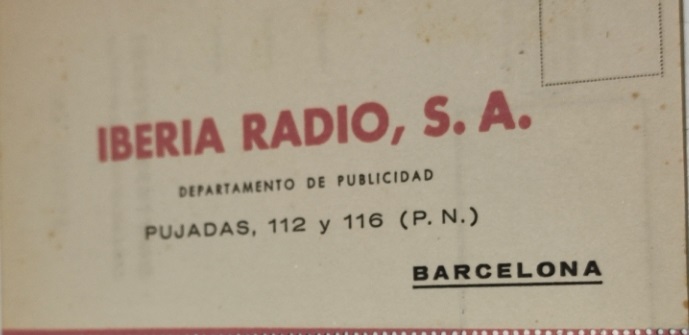 IBERIA RADIO, S. A.
DEPARTAMENTO DE PUBLICIDAD
PUJADAS, 112 y 116 (P. N.)
BARCELONA